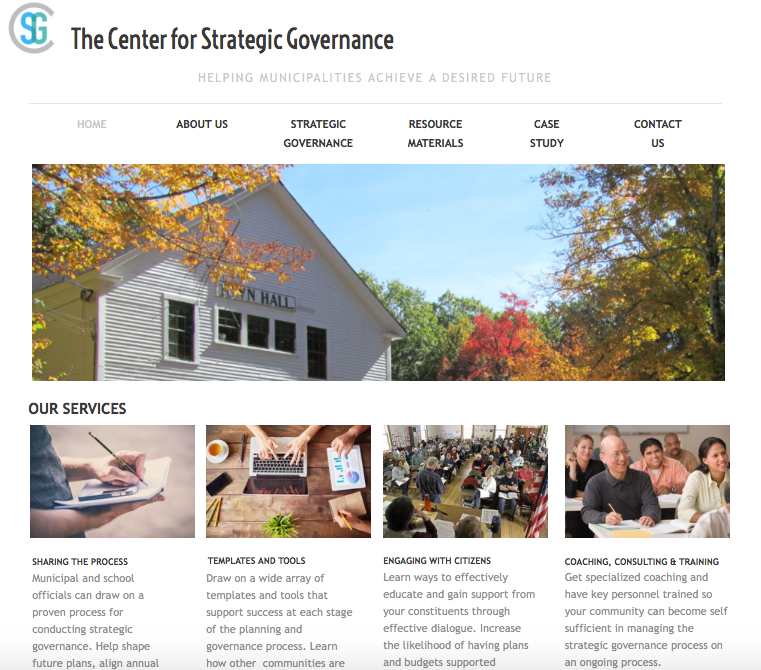 SG
The Center for Strategic Governance
HELPING MUNICIPALITIES ACHIEVE A DESIRED FUTURE
HOME
ABOUT US
STRATEGIC
GOVERNANCE
RESOURCE
MATERIALS
CASE
STUDY
CONTACT
US
TOWN HALL
OUR SERVICES
SHARING THE PROCESS
Municipal and school
officials can draw on a
proven process for
conducting strategic
governance. Help shape
future plans, align annual
TEMPLATES AND TOOLS
Draw on a wide array of
templates and tools that
support success at each stage
of the planning and
governance process. Learn
how other communities are
ENGAGING WITH CITIZENS
Learn ways to effectively
educate and gain support from
your constituents through
effective dialogue. Increase
the likelihood of having plans
and budgets supported
COACHING, CONSULTING & TRAINING
Get specialized coaching and
have key personnel trained so
your community can become self
sufficient in managing the
strategic governance process on
an ongoing process.